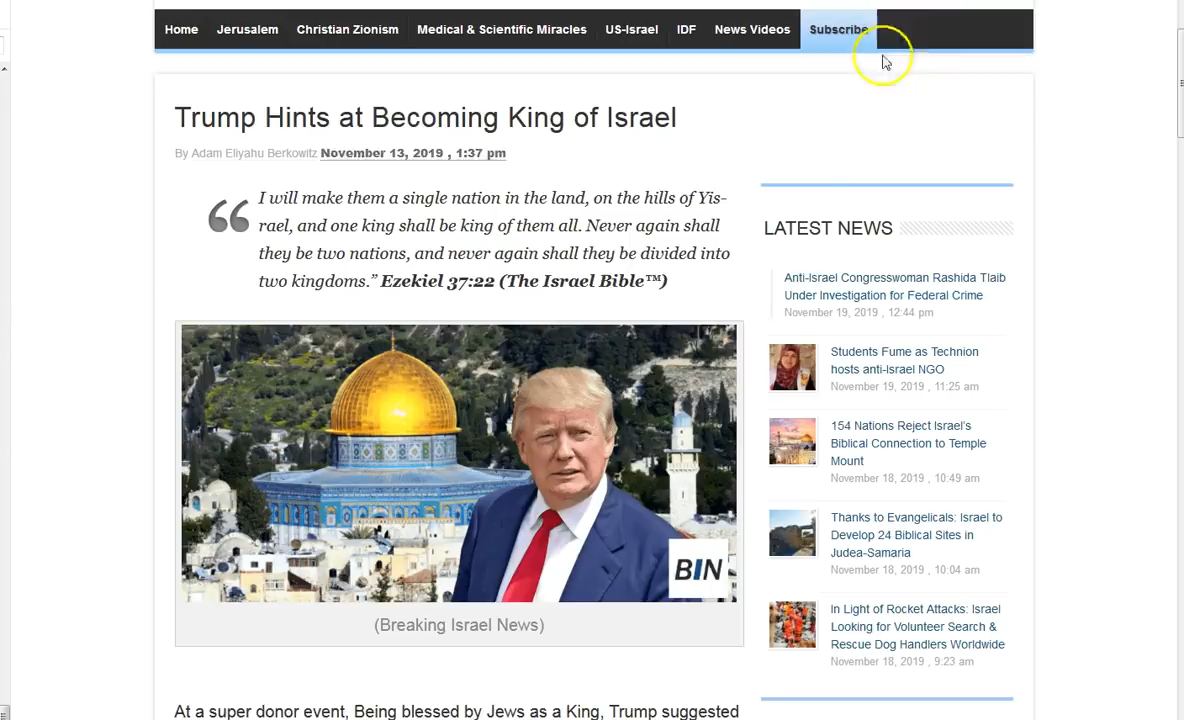 Home Jerusalem Christian Zionism Medical & Scientific Miracles US-Israel IDF News Videos Subscribe
Trump Hints at Becoming King of Israel
By Adam Eliyahu Berkowitz November 13, 2019 , 1:37 pm
“ I will make them a single nation in the land, on the hills of Yis-
rael, and one king shall be king of them all. Never again shall
they be two nations, and never again shall they be divided into
two kingdoms.” Ezekiel 37:22 (The Israel Bible™)
BIN
(Breaking Israel News)
At a super donor event, Being blessed by Jews as a King, Trump suggested
LATEST NEWS
Anti-Israel Congresswoman Rashida Tlaib
Under Investigation for Federal Crime
November 19, 2019 , 12:44 pm
Students Fume as Technion
hosts anti-Israel NGO
November 19, 2019 , 11:25 am
154 Nations Reject Israel’s
Biblical Connection to Temple
Mount
November 18, 2019 , 10:49 am
Thanks to Evangelicals: Israel to
Develop 24 Biblical Sites in
Judea-Samaria
November 18, 2019 , 10:04 am
In Light of Rocket Attacks: Israel
Looking for Volunteer Search &
Rescue Dog Handlers Worldwide
November 18, 2019 , 9:23 am